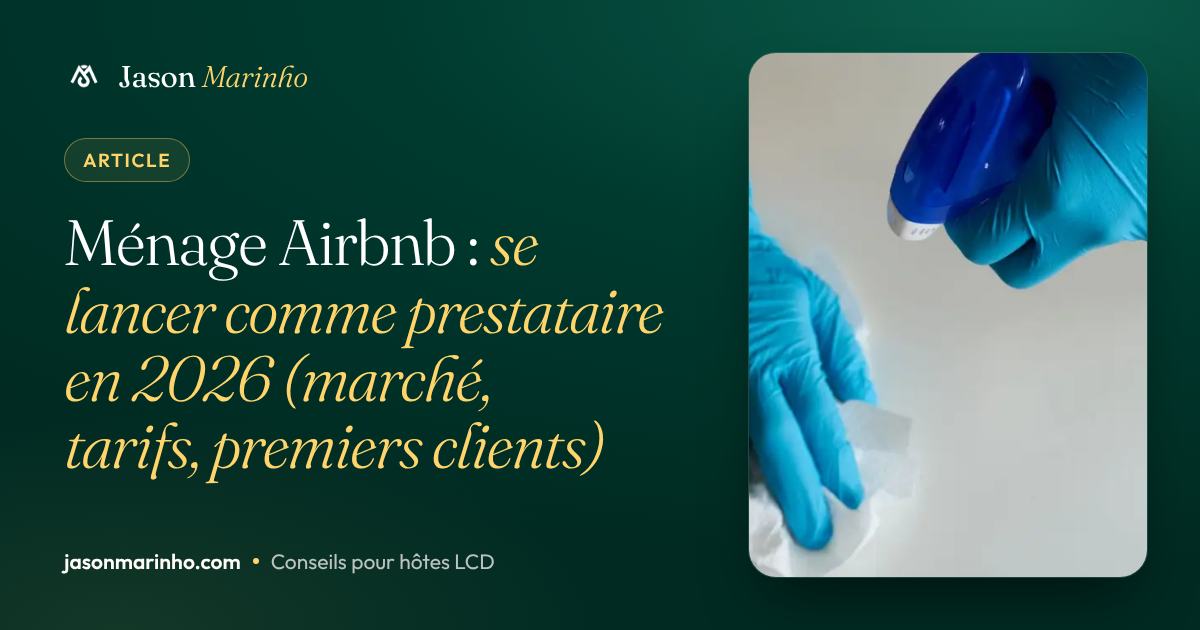 Jason Marinho
ARTICLE
Ménage Airbnb : se
lancer comme prestataire
en 2026 (marché,
tarifs, premiers clients)
jasonmarinho.com • Conseils pour hôtes LCD